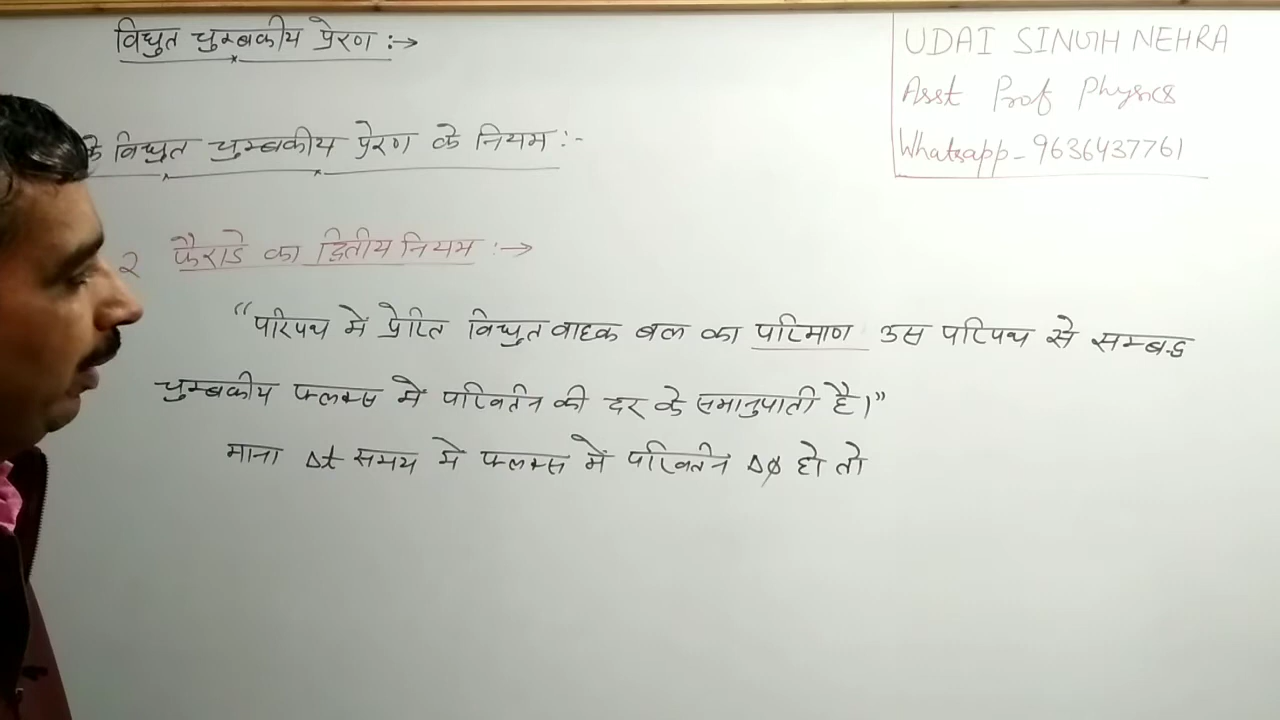 विद्युत चुम्बकीय प्रेरण :→
UDAI SINGH NEHRA
Asst Prof Physics
Whatsapp - 9636437761
के विद्युत चुम्बकीय प्रेरण के नियम :-
२ फैराडे का द्वितीय नियम :→
"परिपथ में प्रेरित विद्युत वाहक बल का परिमाण उस परिपथ से सम्बद्ध
चुम्बकीय फ्लक्स में परिवर्तन की दर के समानुपाती है।"
माना Δt समय मे फ्लक्स में परिवर्तन Δφ हो तो